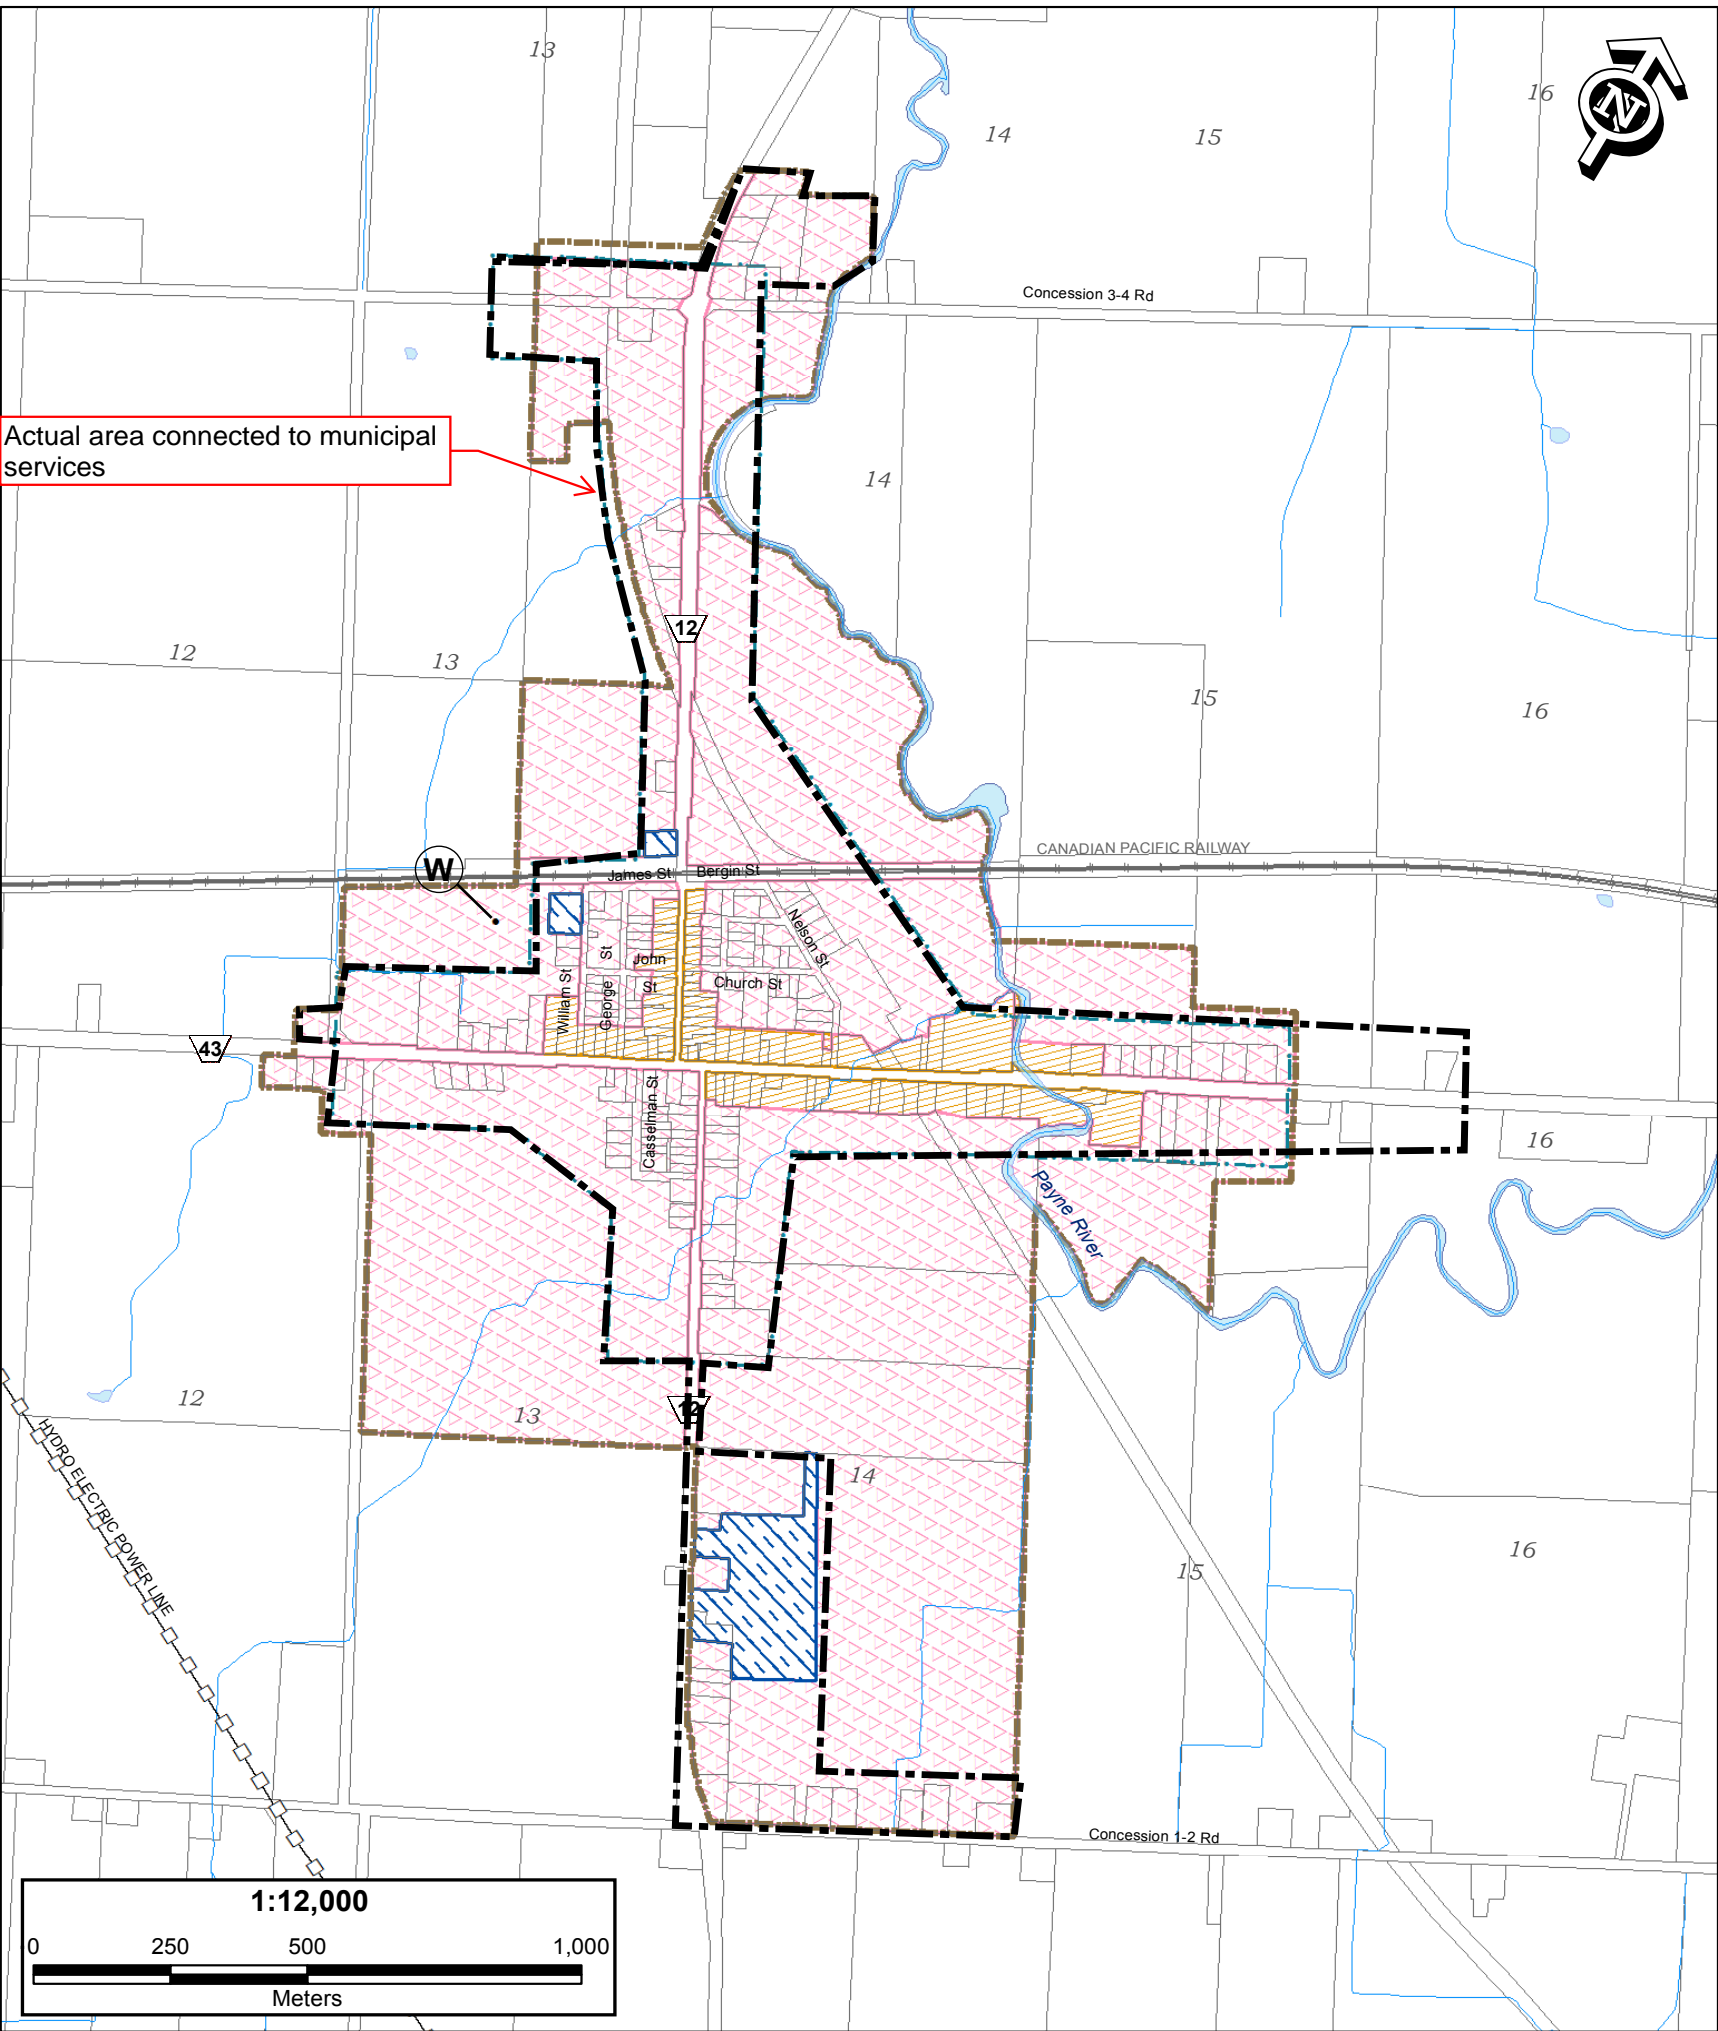 13
16
N
14
15
Concession 3-4 Rd
Actual area connected to municipal
services
14
12
12
13
15
16
CANADIAN PACIFIC RAILWAY
W
James St
Bergin St
Nelson St
John
St
Church St
William St
George St
43
Casselman St
16
Payne River
12
13
12
14
HYDRO ELECTRIC POWER LINE
15
16
Concession 1-2 Rd
1:12,000
0 250 500 1,000
Meters